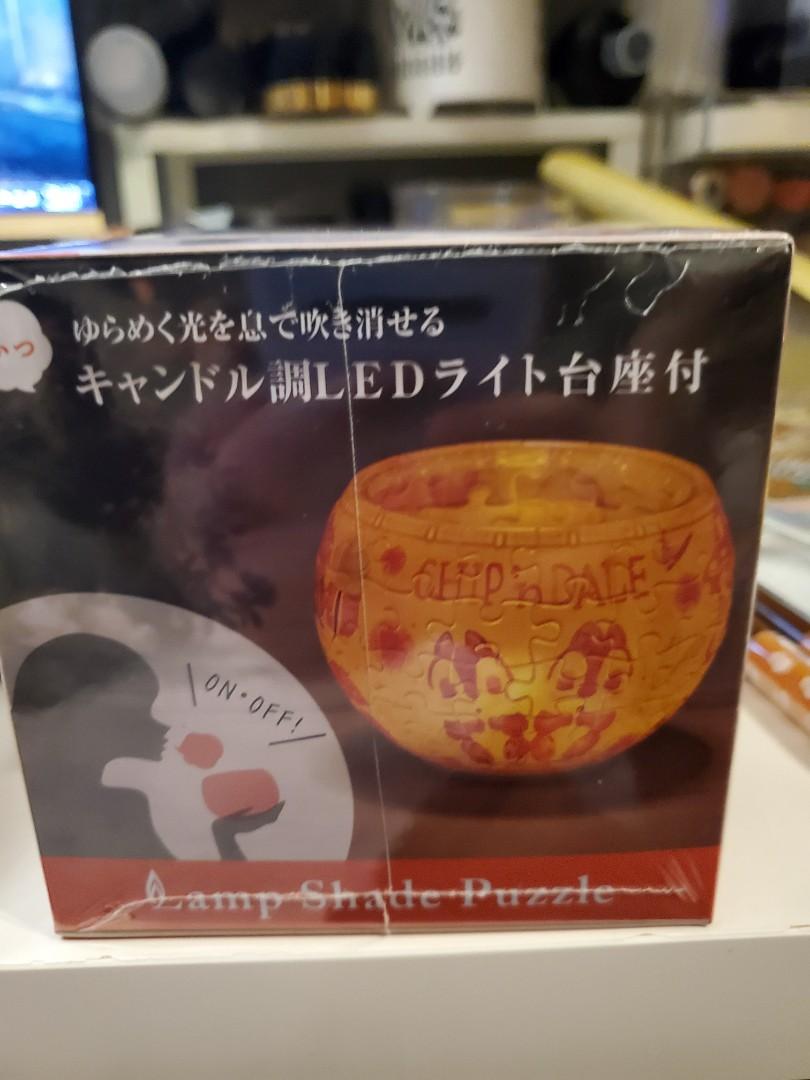 ゆらめく光を息で吹き消せる
キャンドル調LEDライト台座付
CHIP 'n DALE
ON・OFF!
Lamp Shade Puzzle